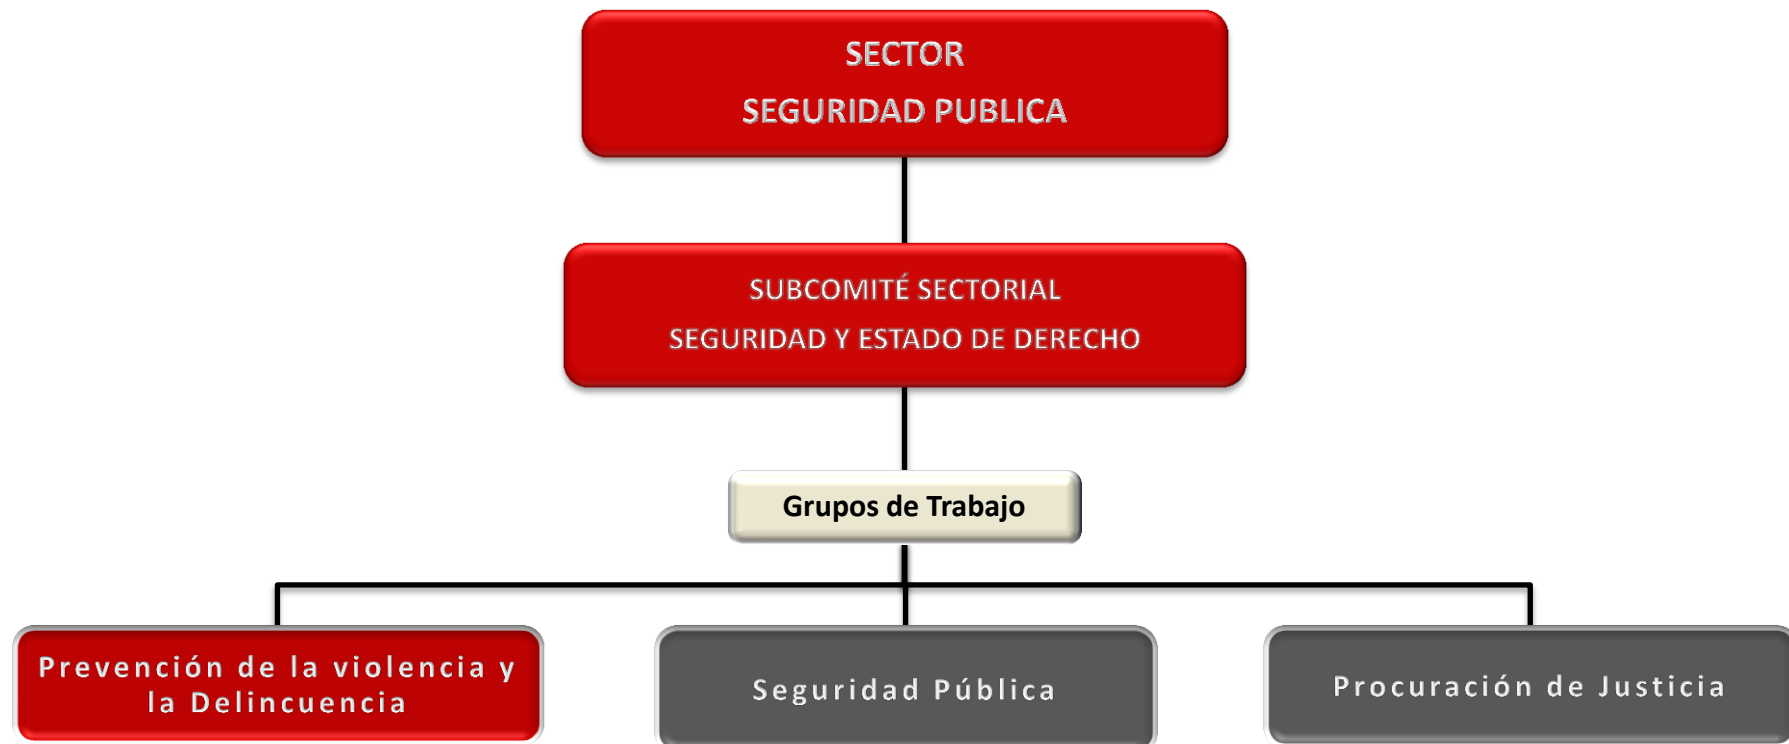 SECTOR
SEGURIDAD PUBLICA
SUBCOMITÉ SECTORIAL
SEGURIDAD Y ESTADO DE DERECHO
Grupos de Trabajo
Prevención de la violencia y
la Delincuencia
Seguridad Pública
Procuración de Justicia